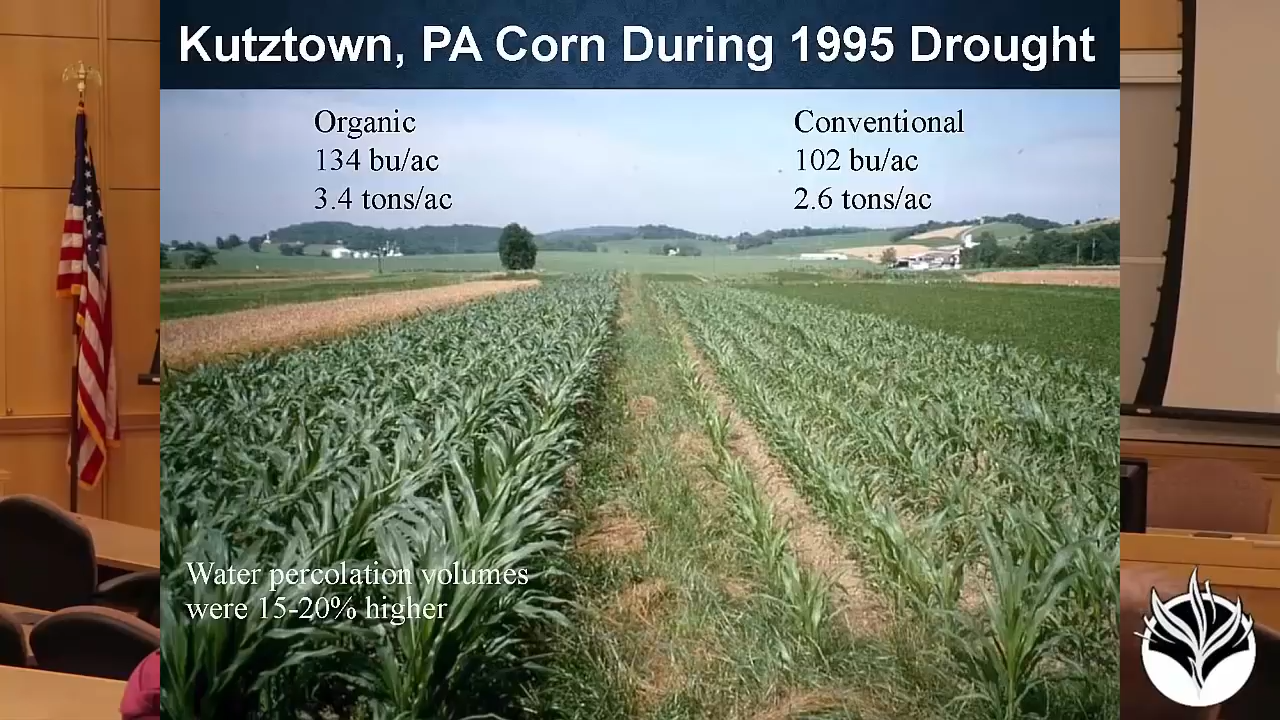 Kutztown, PA Corn During 1995 Drought
Organic
134 bu/ac
3.4 tons/ac
Conventional
102 bu/ac
2.6 tons/ac
Water percolation volumes
were 15-20% higher